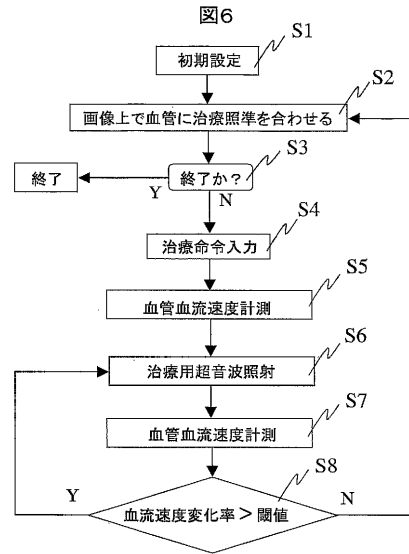 図6
S1
初期設定
S2
画像上で血管に治療照準を合わせる
S3
終了か？
終了
Y
N
S4
治療命令入力
S5
血管血流速度計測
S6
治療用超音波照射
S7
血管血流速度計測
S8
Y
N
血流速度変化率＞閾値